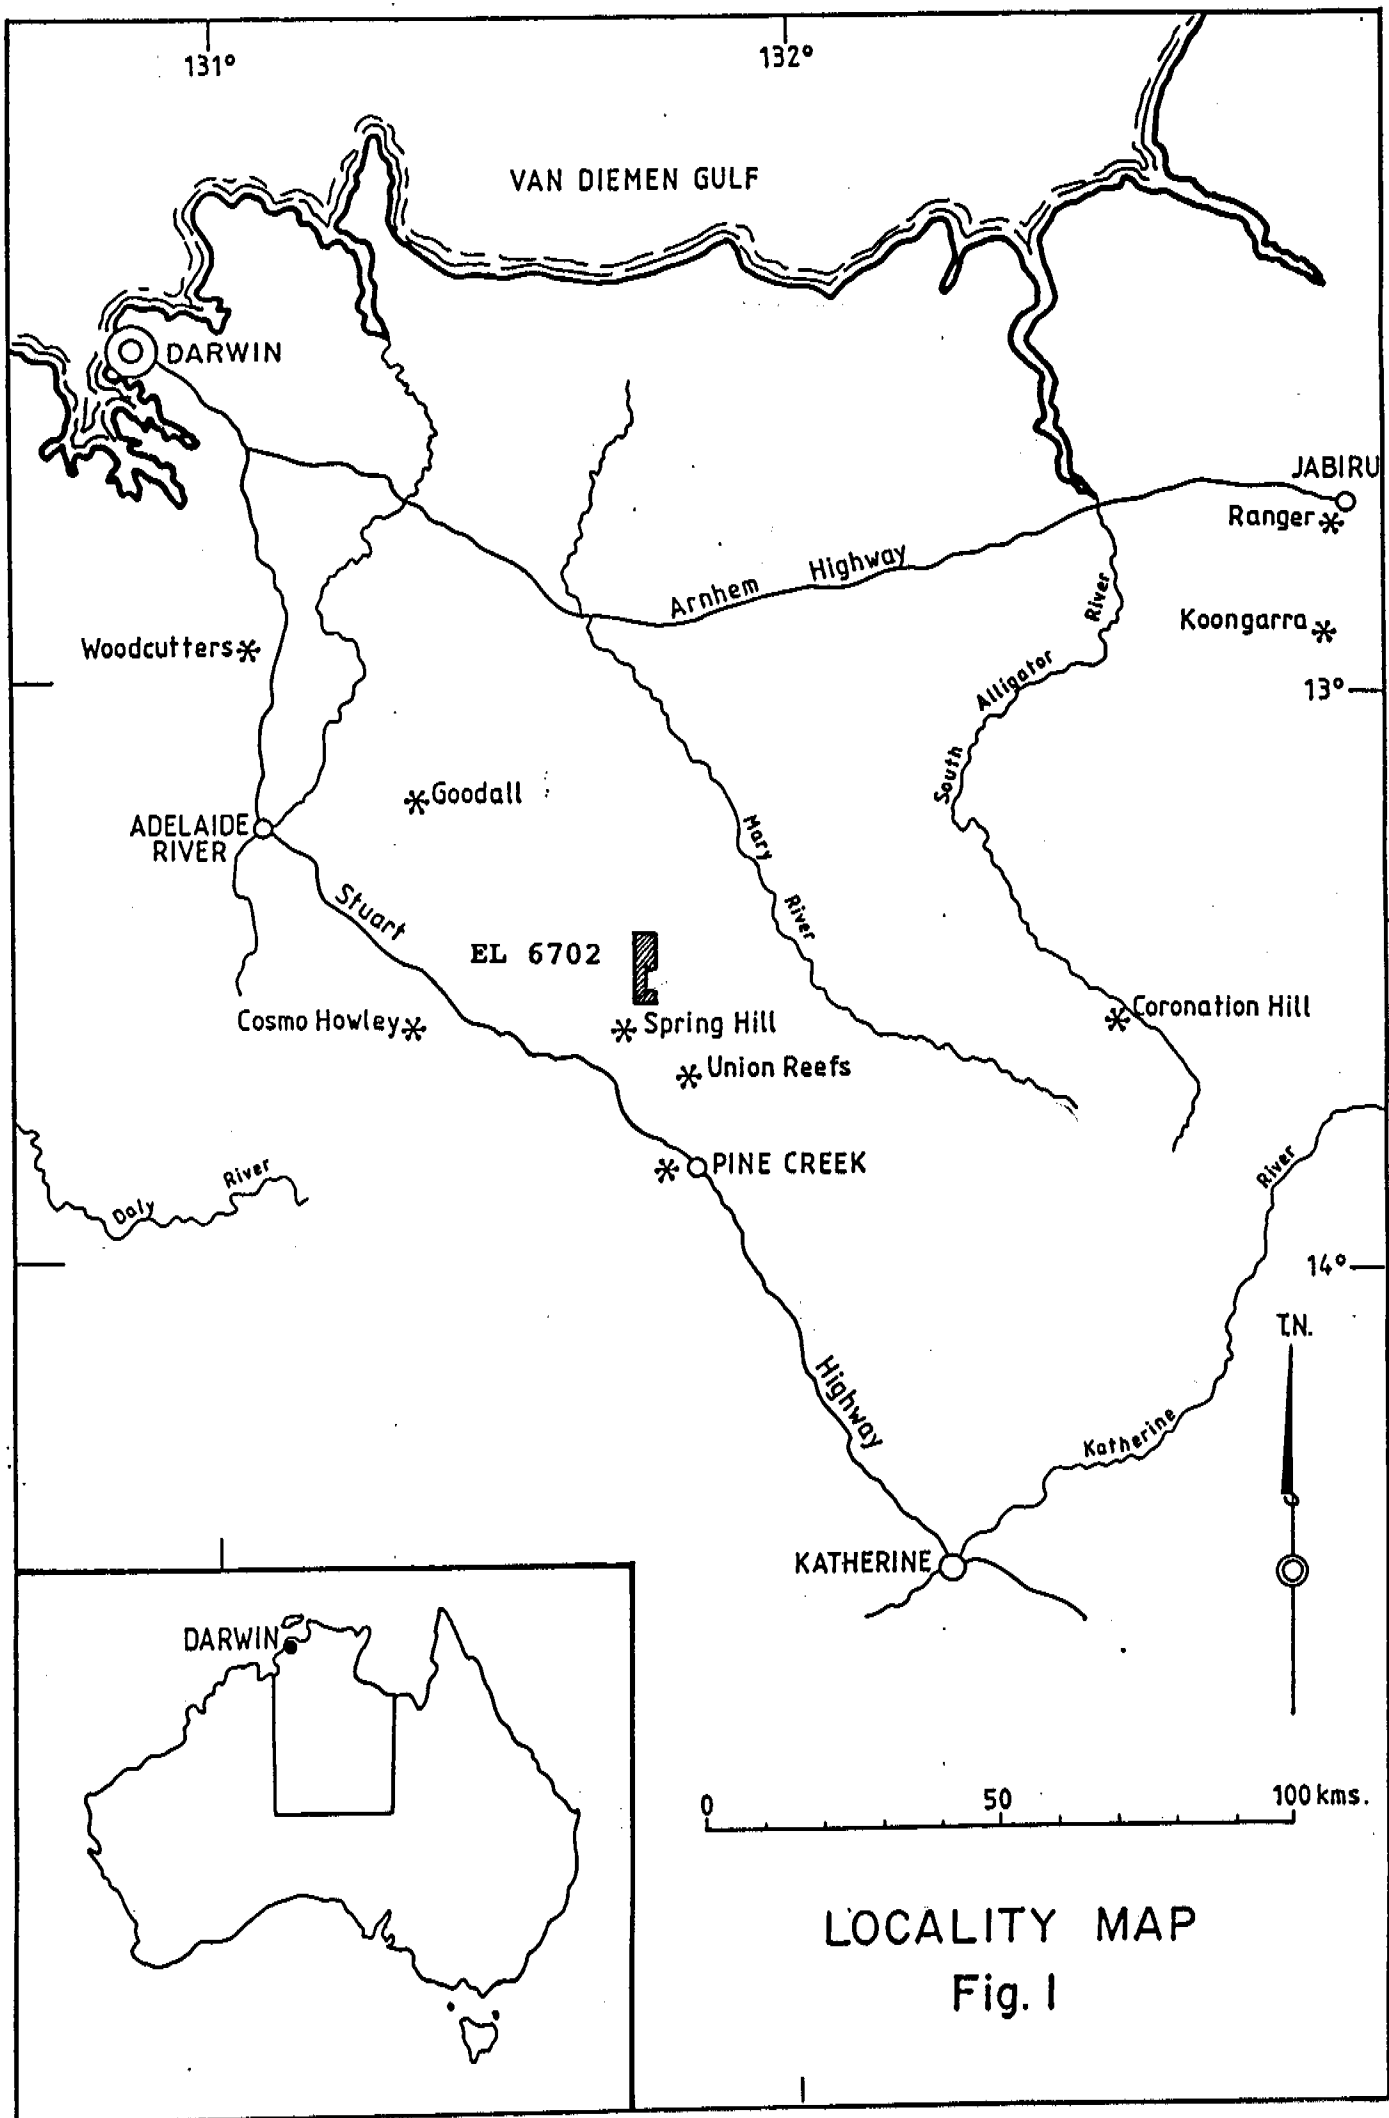 131°
132°
VAN DIEMEN GULF
DARWIN
JABIRU
Ranger
Arnhem Highway
River
Koongarra
Woodcutters
Alligator
13°
South
Goodall
Mary
ADELAIDE
RIVER
Stuart
River
EL 6702
Coronation Hill
Cosmo Howley
Spring Hill
Union Reefs
PINE CREEK
River
Daly
River
14°
T.N.
Highway
Katherine
KATHERINE
DARWIN
0 50 100 kms.
LOCALITY MAP
Fig. 1